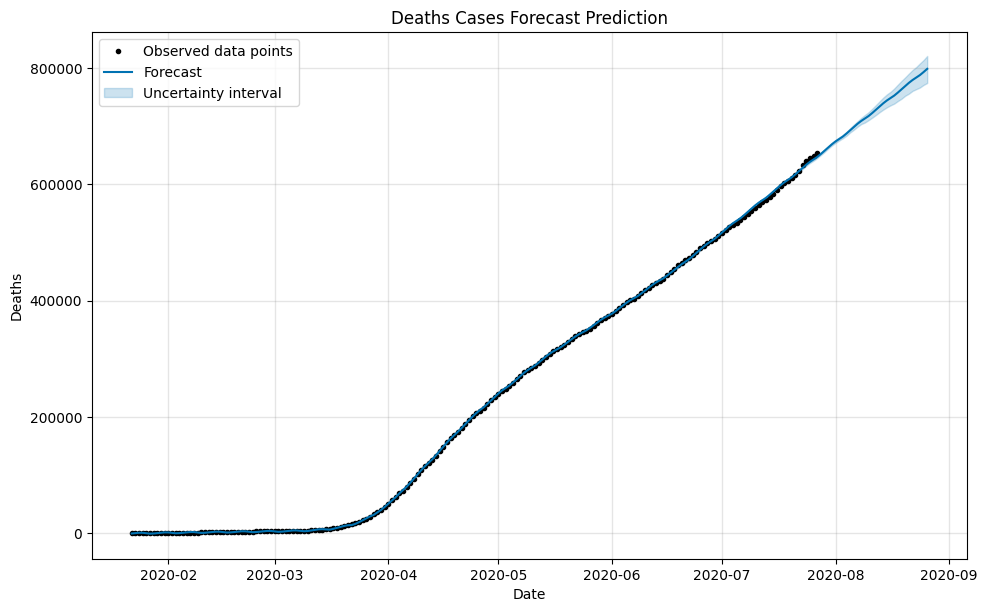 Deaths Cases Forecast Prediction
Observed data points
Forecast
Uncertainty interval
800000
600000
400000
200000
0
Deaths
2020-02 2020-03 2020-04 2020-05 2020-06 2020-07 2020-08 2020-09
Date